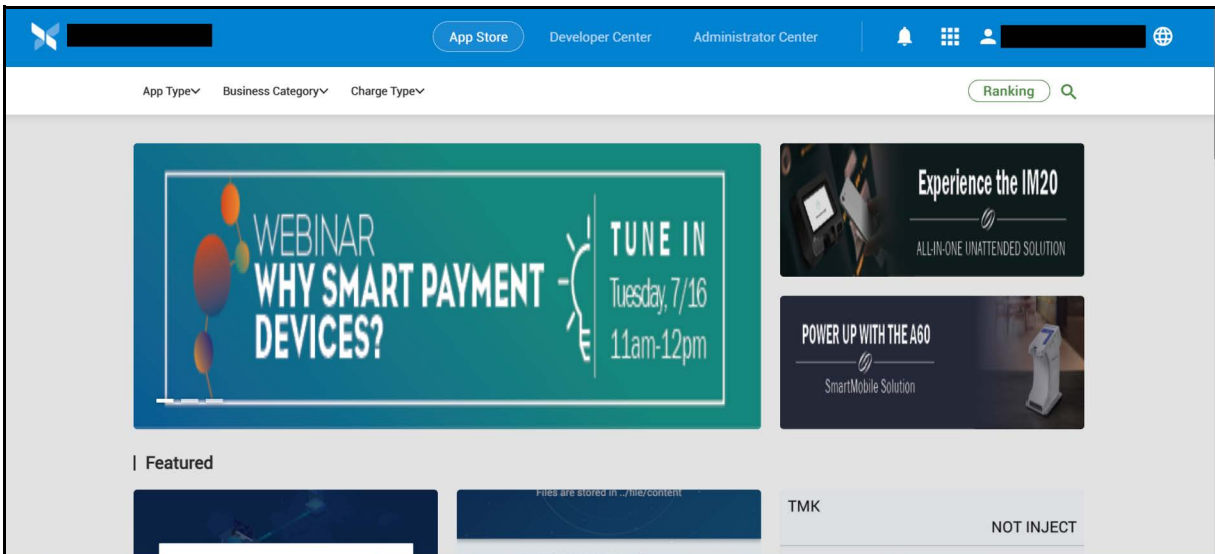 App Store
Developer Center
Administrator Center
App Type
Business Category
Charge Type
Ranking
WEBINAR
WHY SMART PAYMENT
DEVICES?
TUNE IN
Tuesday, 7/16
11am-12pm
Experience the IM20
ALL-IN-ONE UNATTENDED SOLUTION
POWER UP WITH THE A60
SmartMobile Solution
Featured
Files are stored in ../file/content
TMK
NOT INJECT